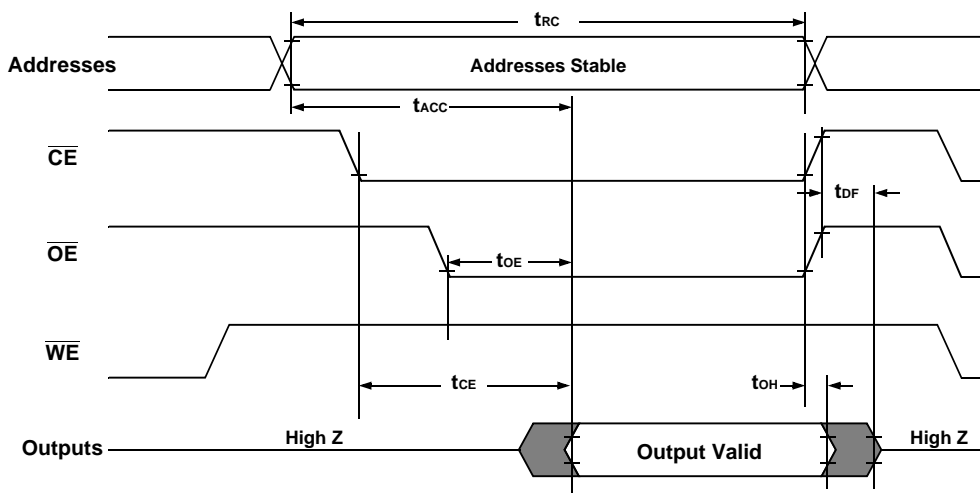 tRC
Addresses
Addresses Stable
tACC
CE
tDF
OE
tOE
WE
tCE
tOH
Outputs
High Z
Output Valid
High Z